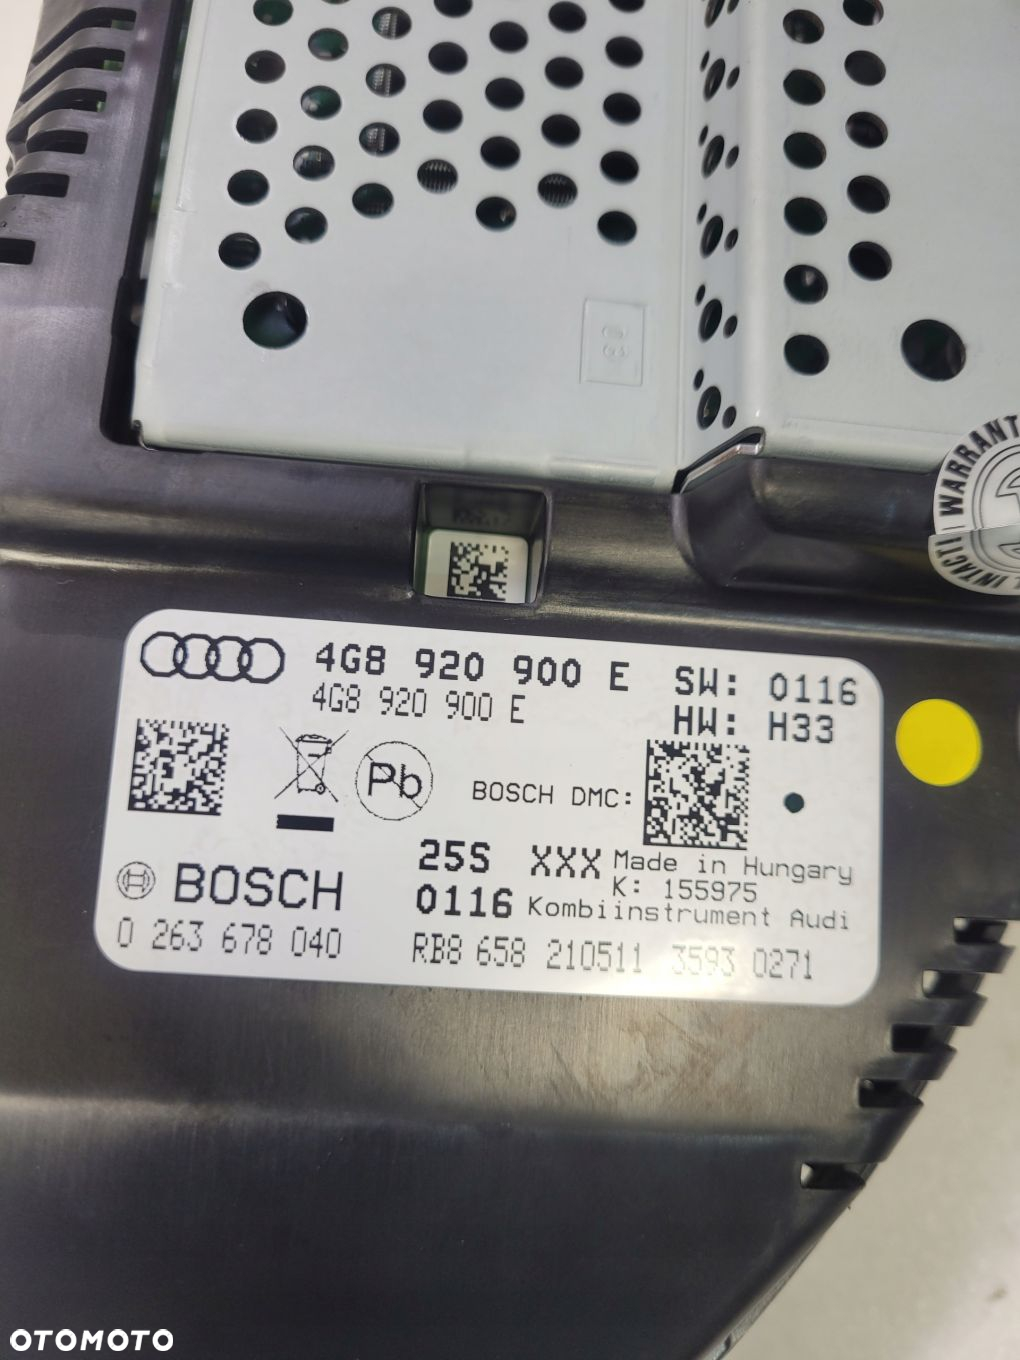 WARRANT
L INTACT!
4G8 920 900 E
SW: 0116
4G8 920 900 E
HW: H33
Pb
BOSCH DMC:
25S XXX
Made in Hungary
K: 155975
BOSCH
0116
Kombiinstrument Audi
0 263 678 040
RB8 658 210511 3593 0271
OTOMOTO